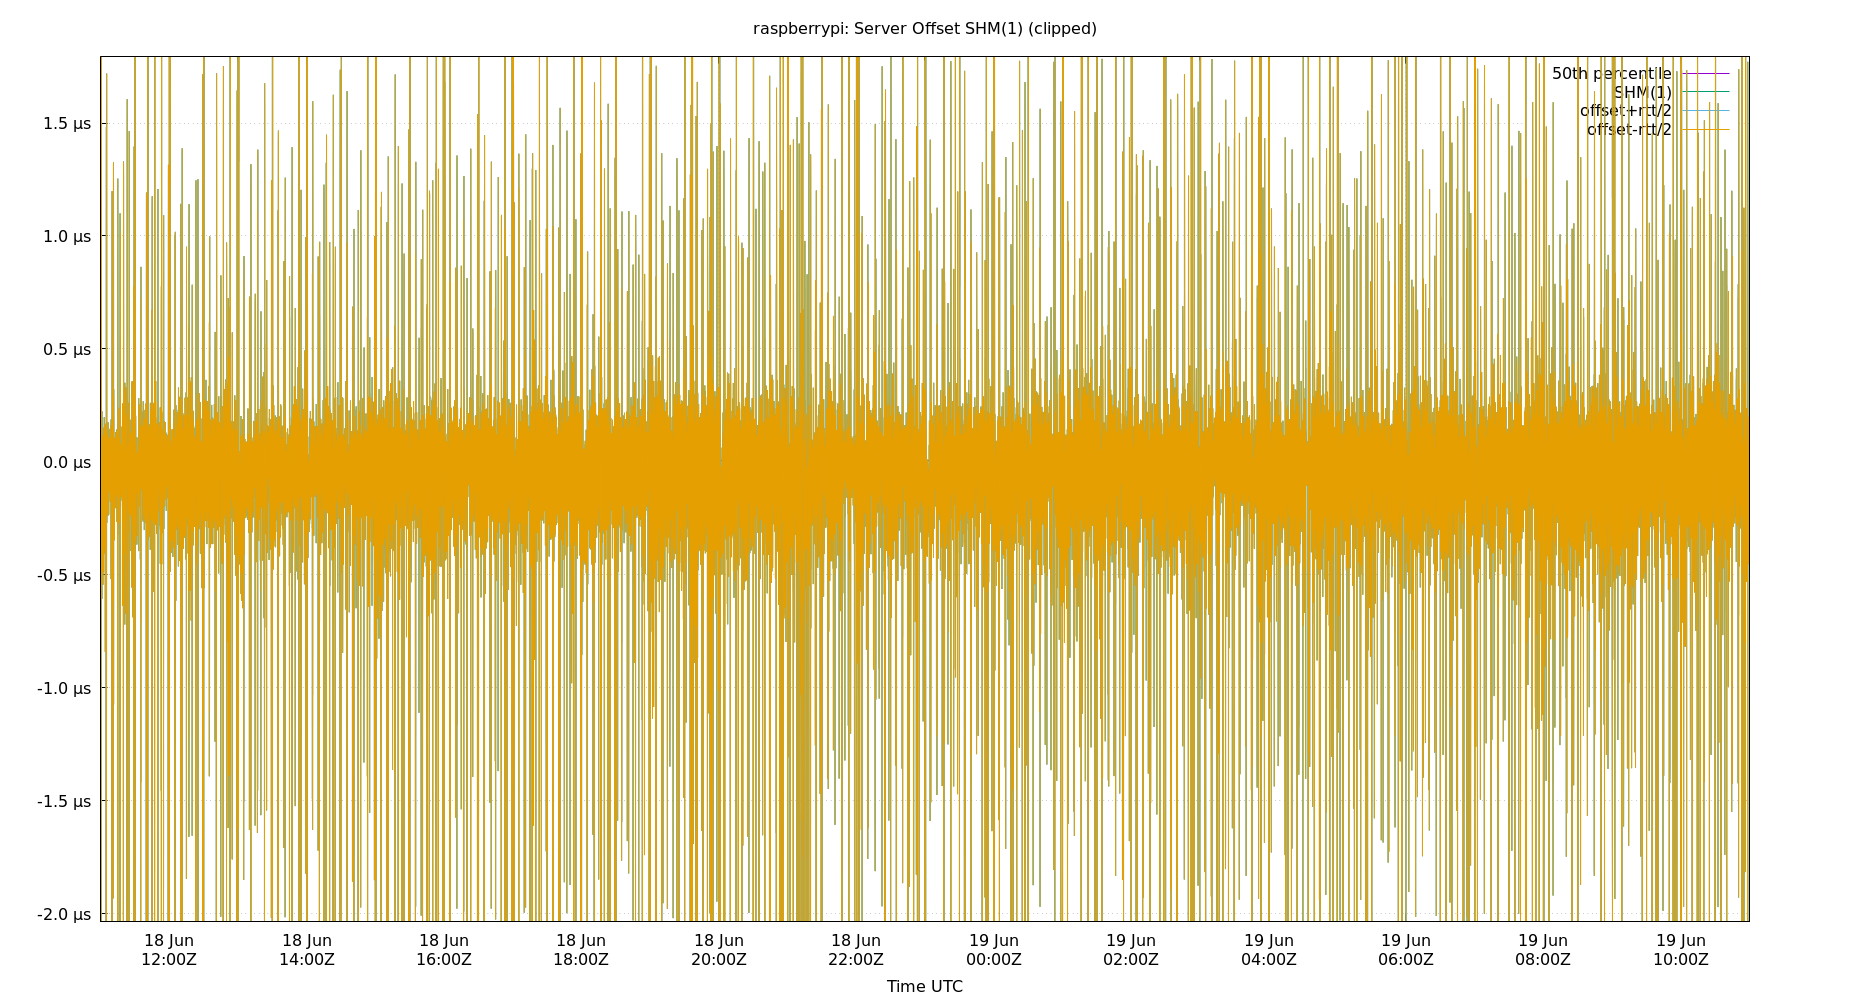 raspberrypi: Server Offset SHM(1) (clipped)
50th percentile
SHM(1)
offset+rtt/2
offset-rtt/2
1.5 µs
1.0 µs
0.5 µs
0.0 µs
-0.5 µs
-1.0 µs
-1.5 µs
-2.0 µs
18 Jun 18 Jun 18 Jun 18 Jun 18 Jun 18 Jun 19 Jun 19 Jun 19 Jun 19 Jun 19 Jun 19 Jun
12:00Z 14:00Z 16:00Z 18:00Z 20:00Z 22:00Z 00:00Z 02:00Z 04:00Z 06:00Z 08:00Z 10:00Z
Time UTC